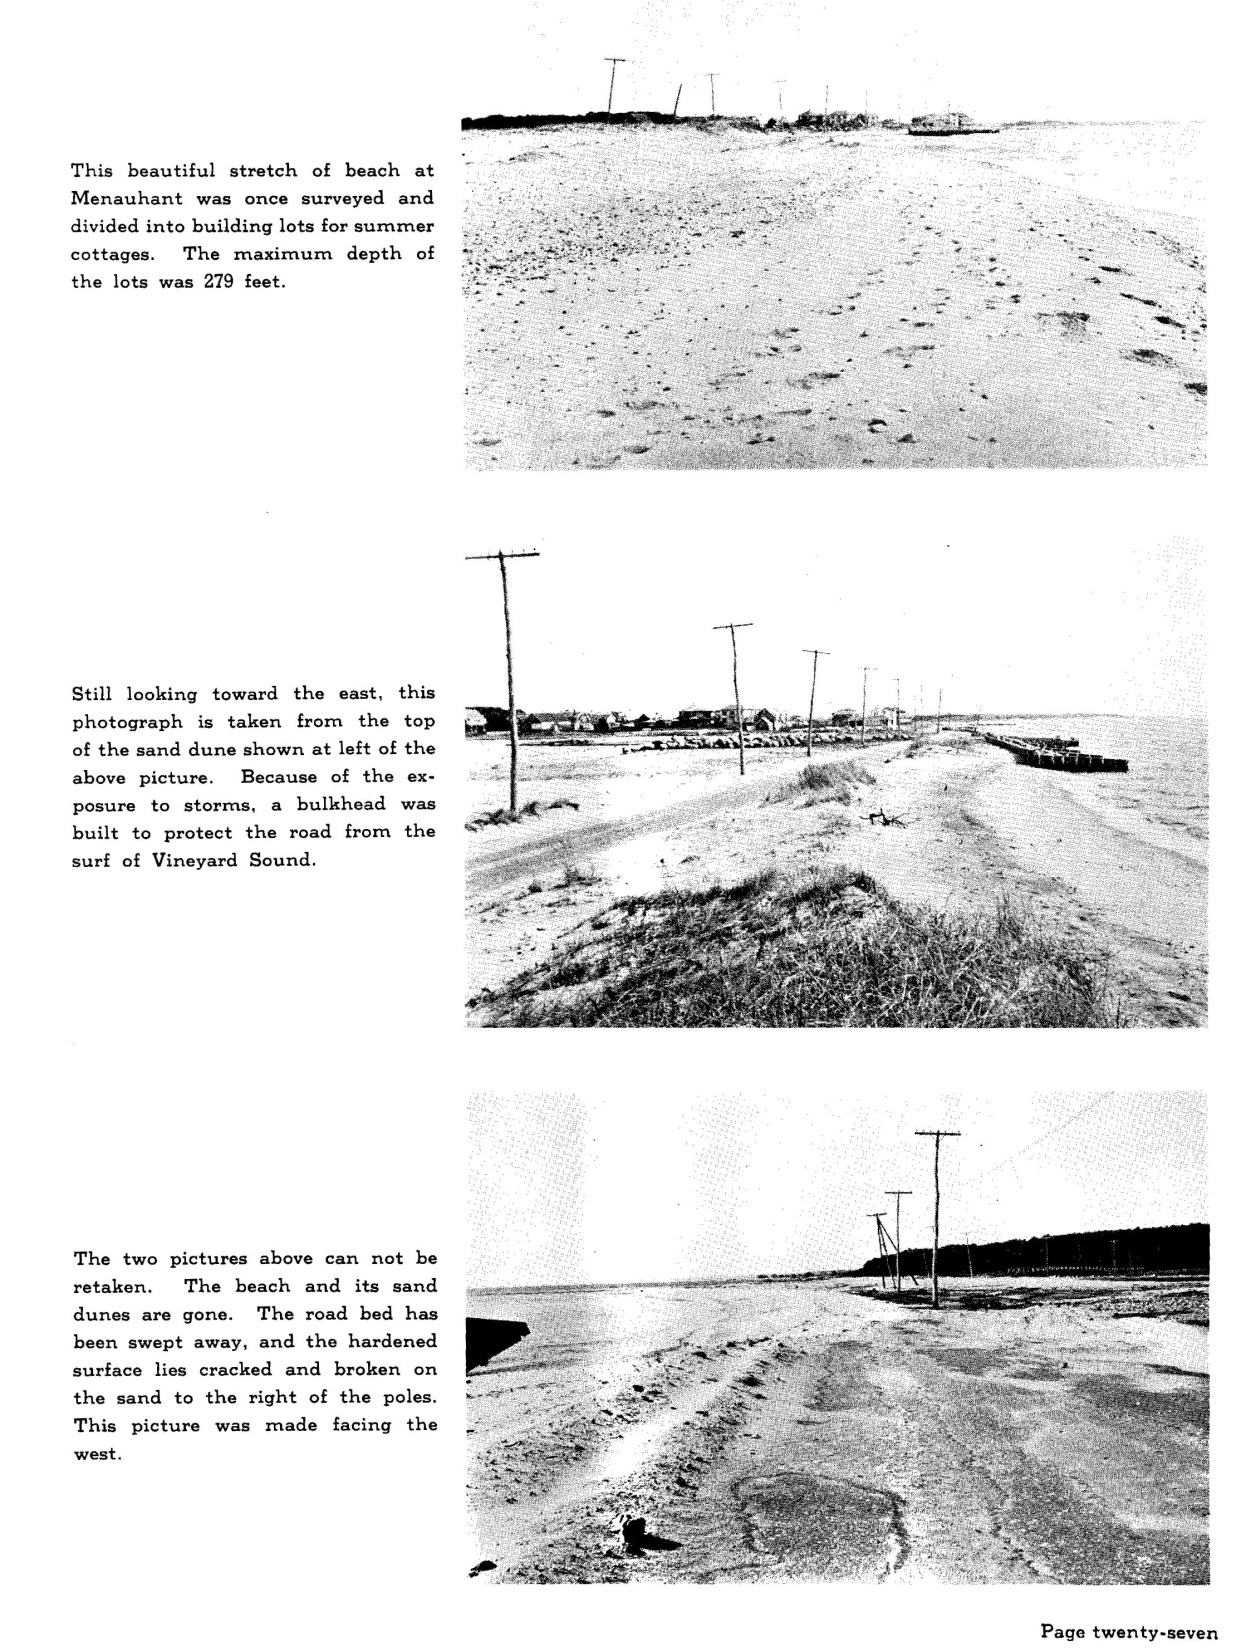 This beautiful stretch of beach at
Menauhant was once surveyed and
divided into building lots for summer
cottages. The maximum depth of
the lots was 279 feet.
Still looking toward the east, this
photograph is taken from the top
of the sand dune shown at left of the
above picture. Because of the ex-
posure to storms, a bulkhead was
built to protect the road from the
surf of Vineyard Sound.
The two pictures above can not be
retaken. The beach and its sand
dunes are gone. The road bed has
been swept away, and the hardened
surface lies cracked and broken on
the sand to the right of the poles.
This picture was made facing the
west.
Page twenty-seven